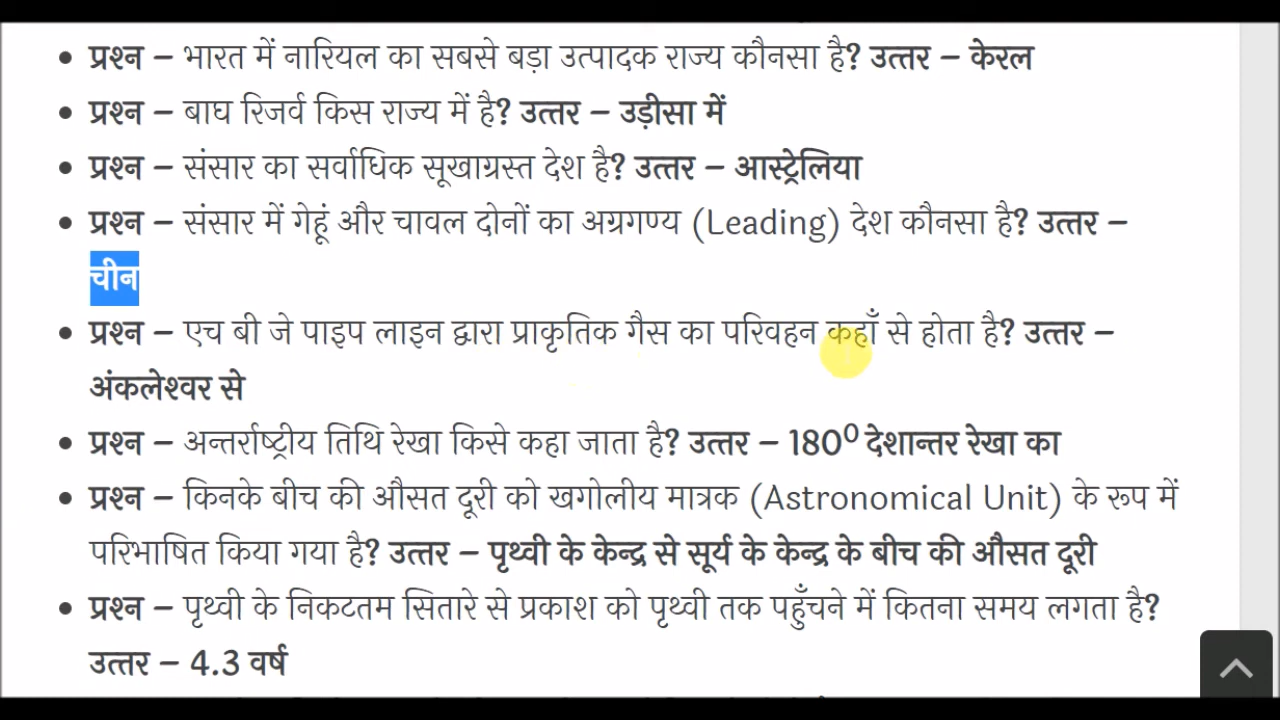 • प्रश्न – भारत में नारियल का सबसे बड़ा उत्पादक राज्य कौनसा है? उत्तर – केरल
• प्रश्न – बाघ रिजर्व किस राज्य में है? उत्तर – उड़ीसा में
• प्रश्न – संसार का सर्वाधिक सूखाग्रस्त देश है? उत्तर – आस्ट्रेलिया
• प्रश्न – संसार में गेहूं और चावल दोनों का अग्रगण्य (Leading) देश कौनसा है? उत्तर –
चीन
• प्रश्न – एच बी जे पाइप लाइन द्वारा प्राकृतिक गैस का परिवहन कहाँ से होता है? उत्तर –
अंकलेश्वर से
• प्रश्न – अन्तर्राष्ट्रीय तिथि रेखा किसे कहा जाता है? उत्तर – 180⁰ देशान्तर रेखा का
• प्रश्न – किनके बीच की औसत दूरी को खगोलीय मात्रक (Astronomical Unit) के रूप में
परिभाषित किया गया है? उत्तर – पृथ्वी के केन्द्र से सूर्य के केन्द्र के बीच की औसत दूरी
• प्रश्न – पृथ्वी के निकटतम सितारे से प्रकाश को पृथ्वी तक पहुँचने में कितना समय लगता है?
उत्तर – 4.3 वर्ष